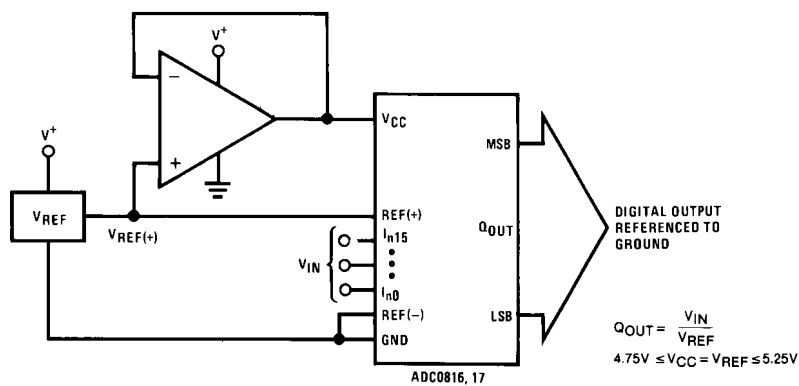 V+
−
V+
+
VCC
MSB
VREF
VREF(+)
REF(+)
In15
VIN
In0
REF(−)
GND
QOUT
LSB
DIGITAL OUTPUT
REFERENCED TO
GROUND
QOUT = VIN / VREF
4.75V ≤ VCC = VREF ≤ 5.25V
ADC0816, 17